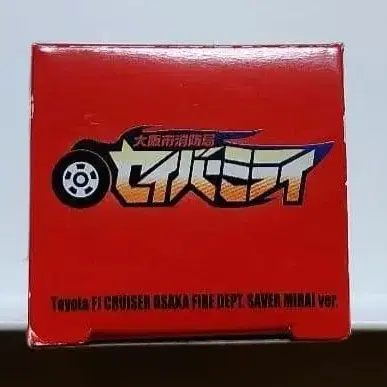 大阪市消防局
セイバーミライ
Toyota FJ CRUISER OSAKA FIRE DEPT. SAVER MIRAI ver.